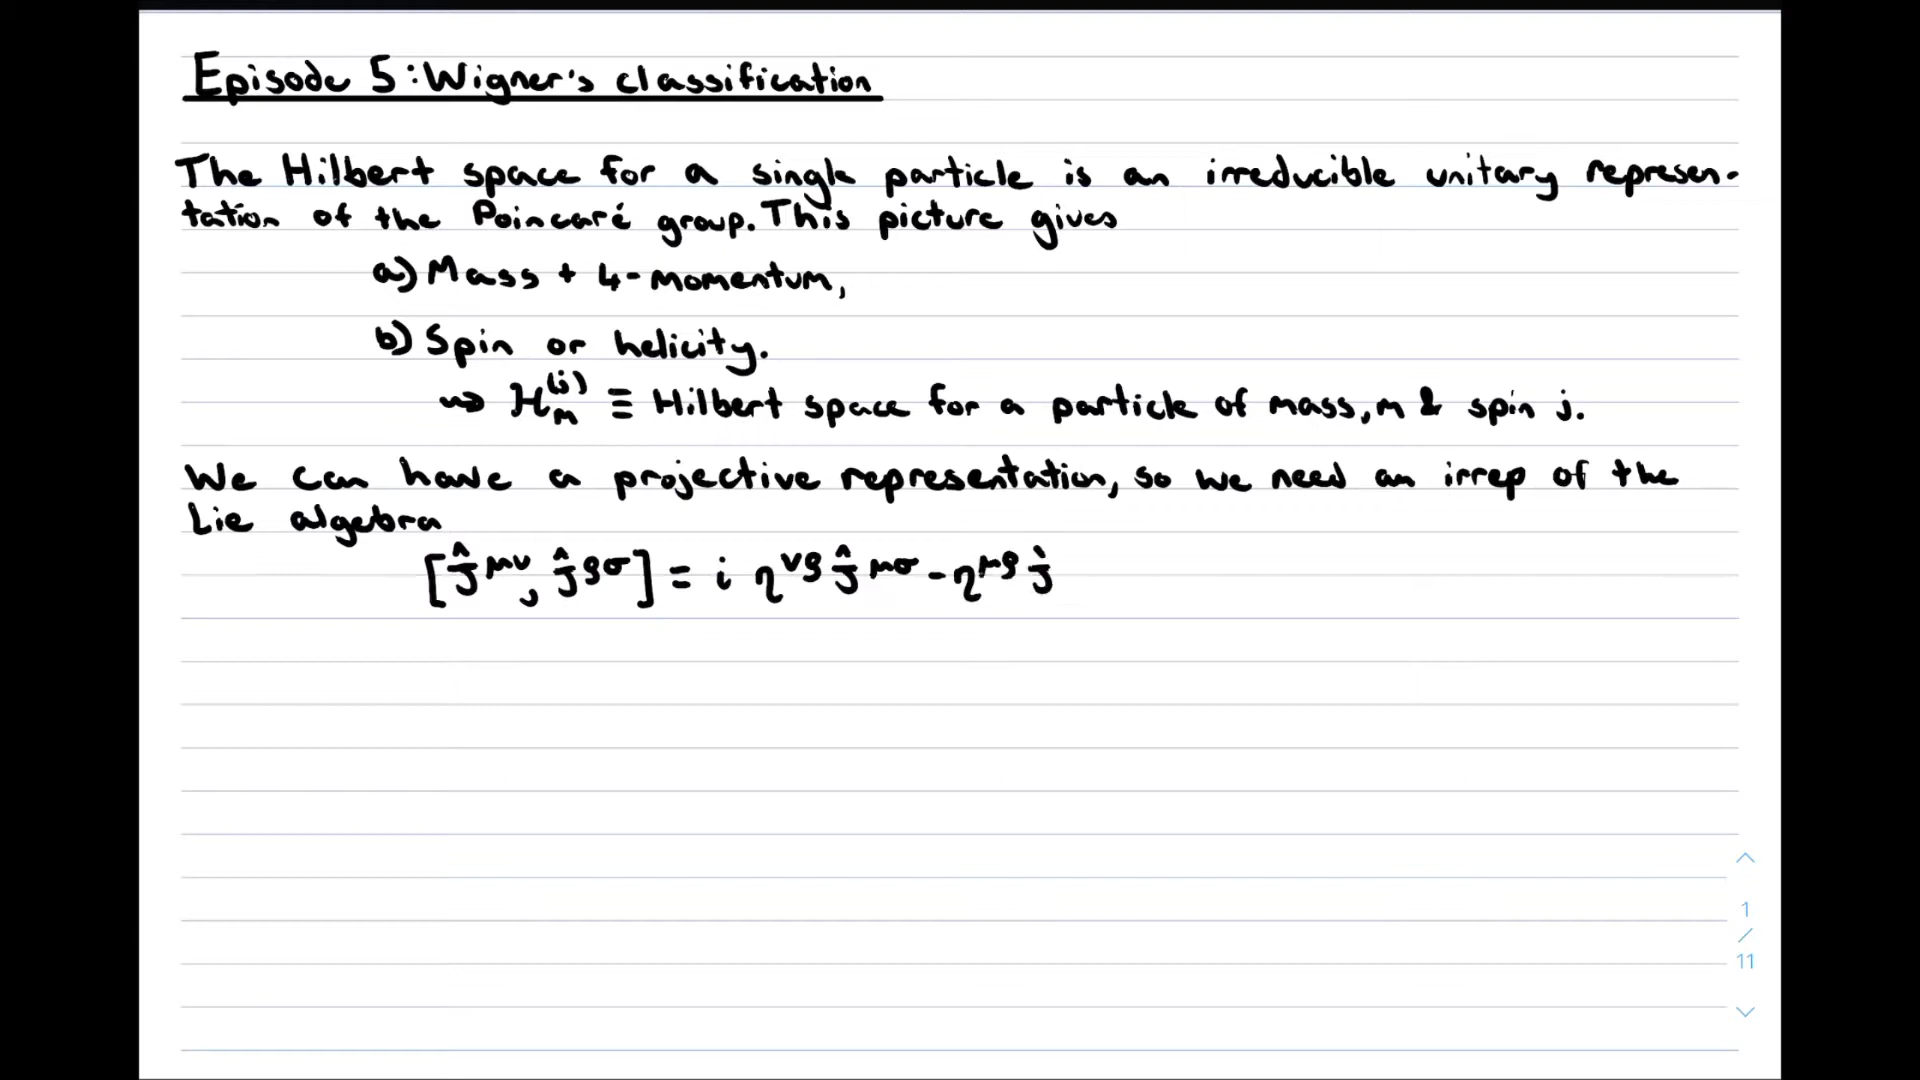 Episode 5: Wigner's classification
The Hilbert space for a single particle is an irreducible unitary represen-
tation of the Poincaré group. This picture gives
a) Mass + 4-momentum,
b) Spin or helicity.
⇝ ℋₘ⁽ʲ⁾ ≡ Hilbert space for a particle of mass, m & spin j.
We can have a projective representation, so we need an irrep of the
Lie algebra
[Ĵ^μν, Ĵ^ρσ] = i η^νρ Ĵ^μσ - η^μρ Ĵ
1
/
11